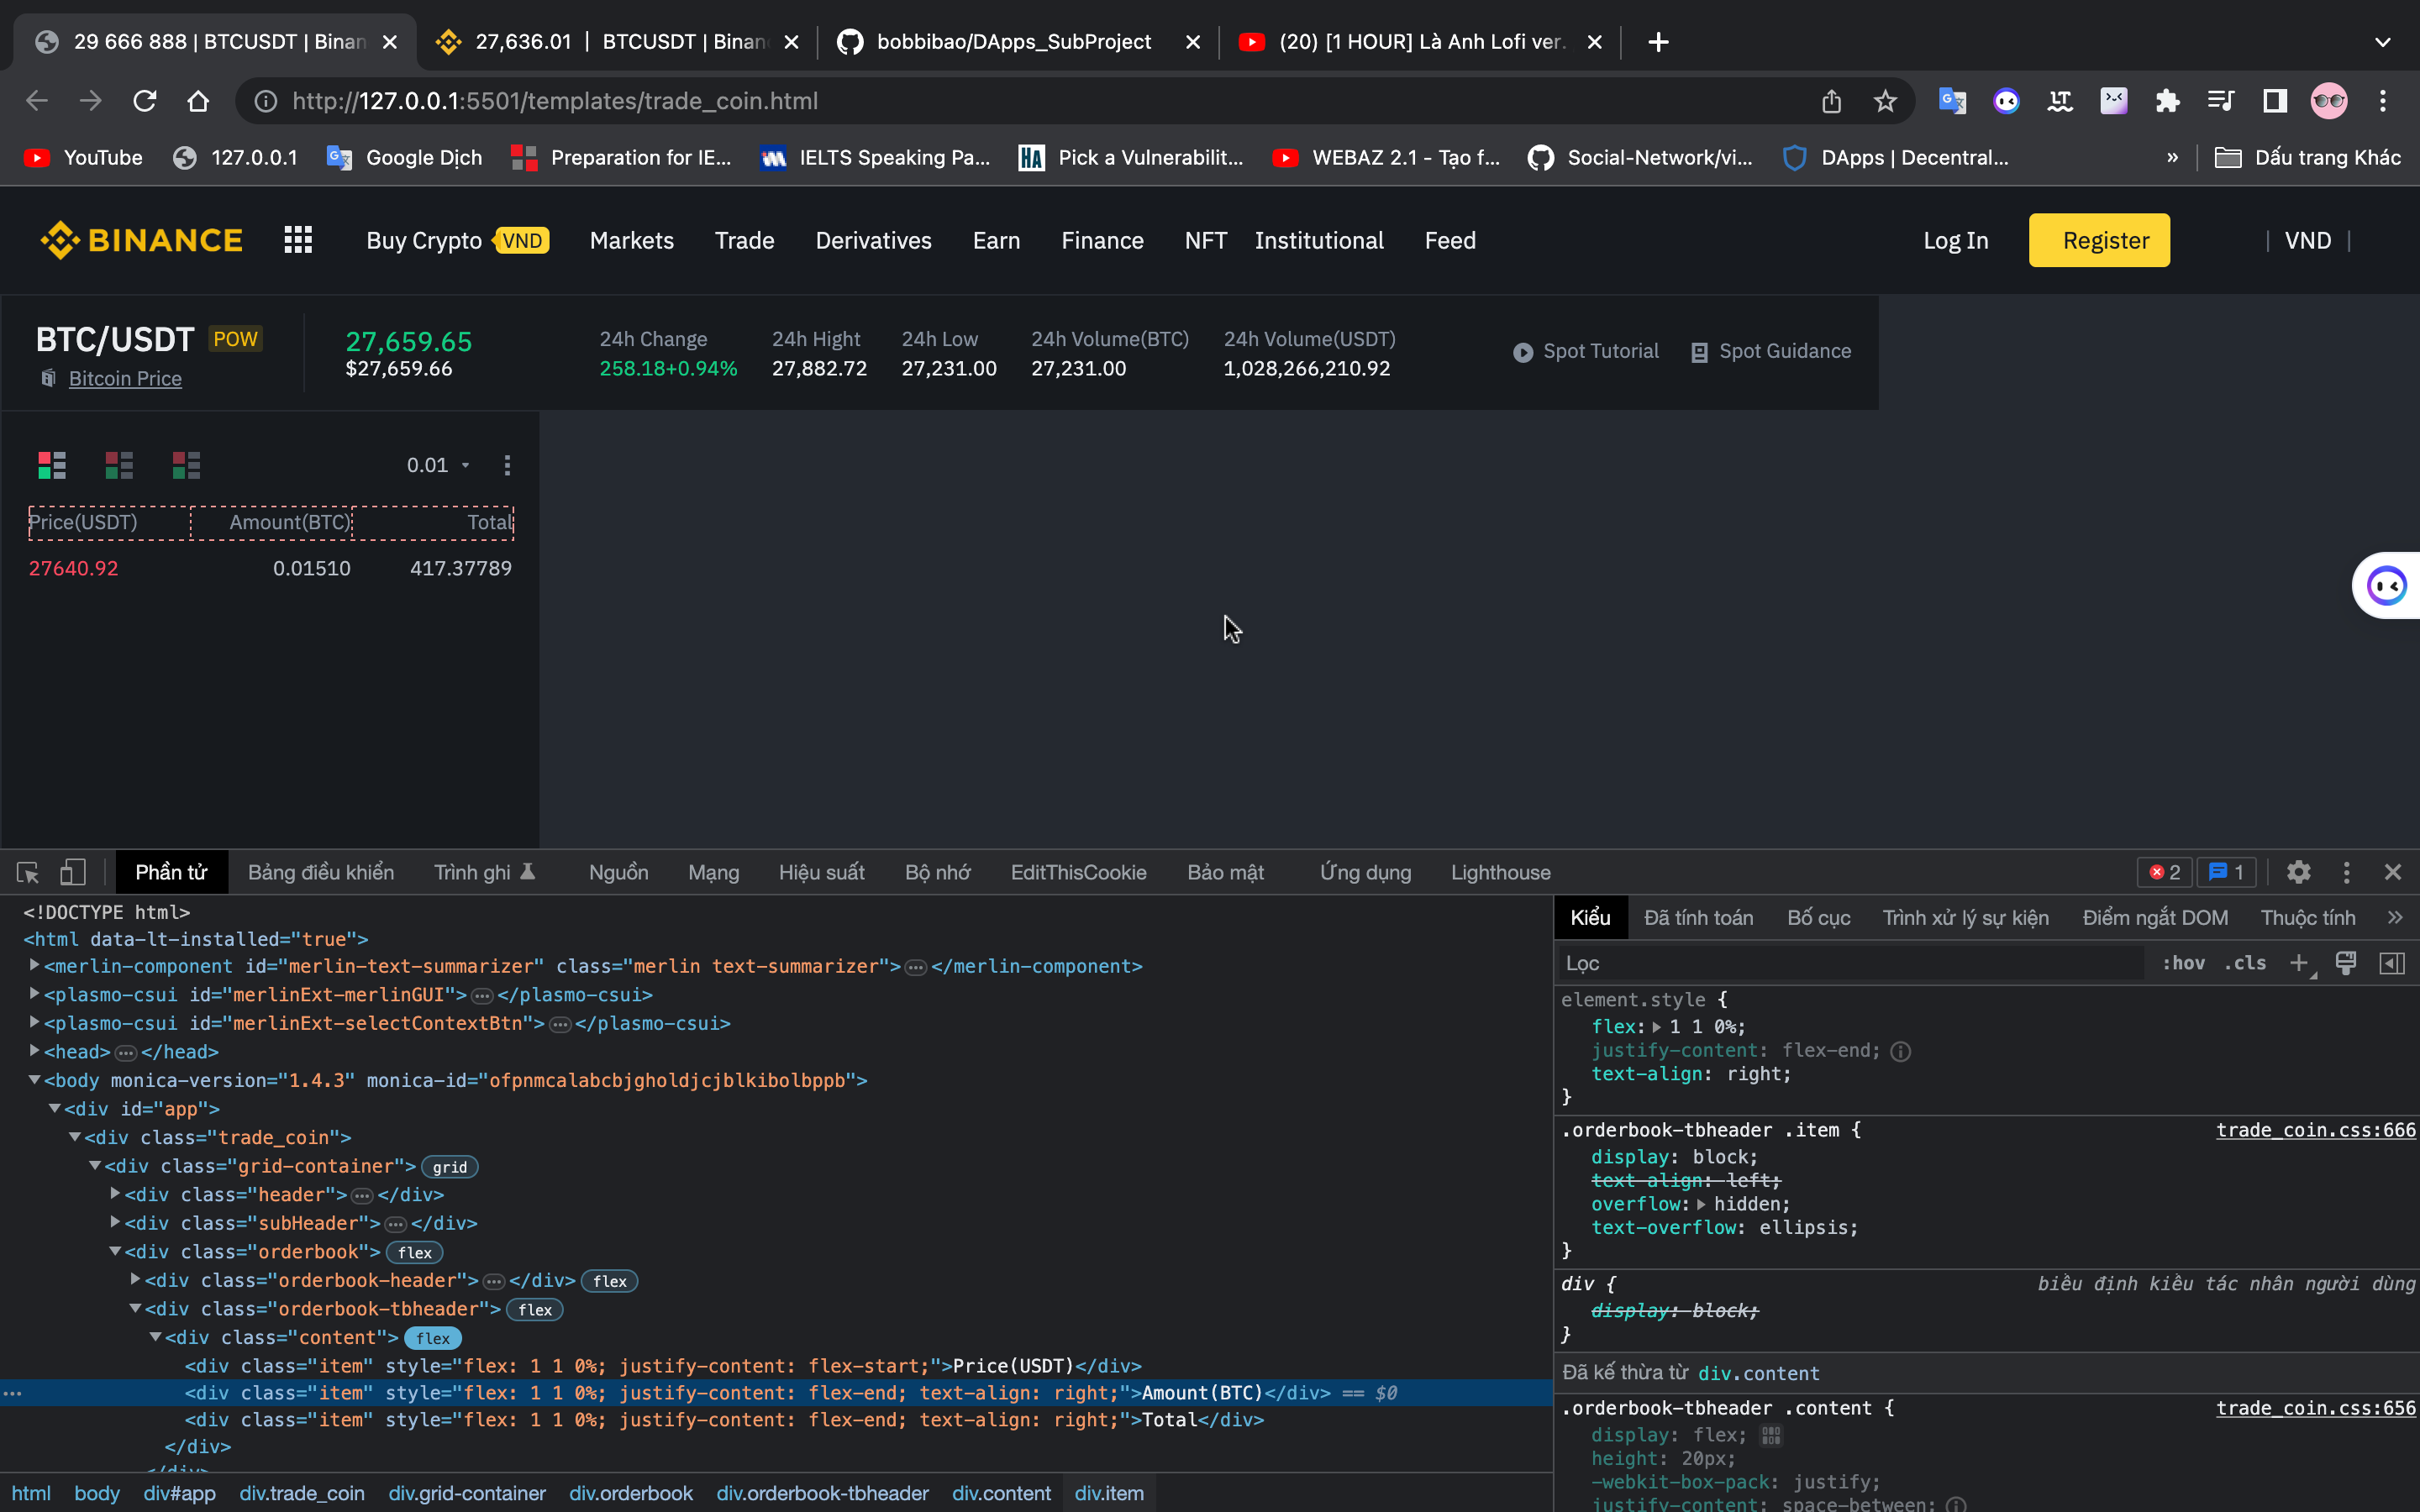 29 666 888 | BTCUSDT | Binan
27,636.01 | BTCUSDT | Binan
bobbibao/DApps_SubProject
(20) [1 HOUR] Là Anh Lofi ver.
http://127.0.0.1:5501/templates/trade_coin.html
YouTube
127.0.0.1
Google Dịch
Preparation for IE...
IELTS Speaking Pa...
HA
Pick a Vulnerabilit...
WEBAZ 2.1 - Tạo f...
Social-Network/vi...
DApps | Decentral...
»
Dấu trang Khác
BINANCE
Buy Crypto VND
Markets
Trade
Derivatives
Earn
Finance
NFT
Institutional
Feed
Log In
Register
| VND |
BTC/USDT POW
Bitcoin Price
27,659.65
$27,659.66
24h Change
258.18+0.94%
24h Hight
27,882.72
24h Low
27,231.00
24h Volume(BTC)
27,231.00
24h Volume(USDT)
1,028,266,210.92
Spot Tutorial
Spot Guidance
0.01
Price(USDT) Amount(BTC) Total
27640.92 0.01510 417.37789
Phần tử
Bảng điều khiển
Trình ghi
Nguồn
Mạng
Hiệu suất
Bộ nhớ
EditThisCookie
Bảo mật
Ứng dụng
Lighthouse
2
1
<!DOCTYPE html>
<html data-lt-installed="true">
<merlin-component id="merlin-text-summarizer" class="merlin text-summarizer">…</merlin-component>
<plasmo-csui id="merlinExt-merlinGUI">…</plasmo-csui>
<plasmo-csui id="merlinExt-selectContextBtn">…</plasmo-csui>
<head>…</head>
<body monica-version="1.4.3" monica-id="ofpnmcalabcbjgholdjcjblkibolbppb">
<div id="app">
<div class="trade_coin">
<div class="grid-container"> grid
<div class="header">…</div>
<div class="subHeader">…</div>
<div class="orderbook"> flex
<div class="orderbook-header">…</div> flex
<div class="orderbook-tbheader"> flex
<div class="content"> flex
<div class="item" style="flex: 1 1 0%; justify-content: flex-start;">Price(USDT)</div>
<div class="item" style="flex: 1 1 0%; justify-content: flex-end; text-align: right;">Amount(BTC)</div> == $0
<div class="item" style="flex: 1 1 0%; justify-content: flex-end; text-align: right;">Total</div>
</div>
</div>
html body div#app div.trade_coin div.grid-container div.orderbook div.orderbook-tbheader div.content div.item
Kiểu
Đã tính toán
Bố cục
Trình xử lý sự kiện
Điểm ngắt DOM
Thuộc tính
»
Lọc
:hov .cls
element.style {
flex: 1 1 0%;
justify-content: flex-end;
text-align: right;
}
.orderbook-tbheader .item { trade_coin.css:666
display: block;
text-align: left;
overflow: hidden;
text-overflow: ellipsis;
}
div { biểu định kiểu tác nhân người dùng
display: block;
}
Đã kế thừa từ div.content
.orderbook-tbheader .content { trade_coin.css:656
display: flex;
height: 20px;
-webkit-box-pack: justify;
justify-content: space-between;